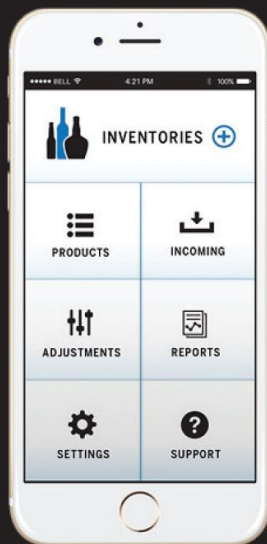 BELL 4:21 PM 100%
INVENTORIES
PRODUCTS INCOMING
ADJUSTMENTS REPORTS
SETTINGS SUPPORT
?